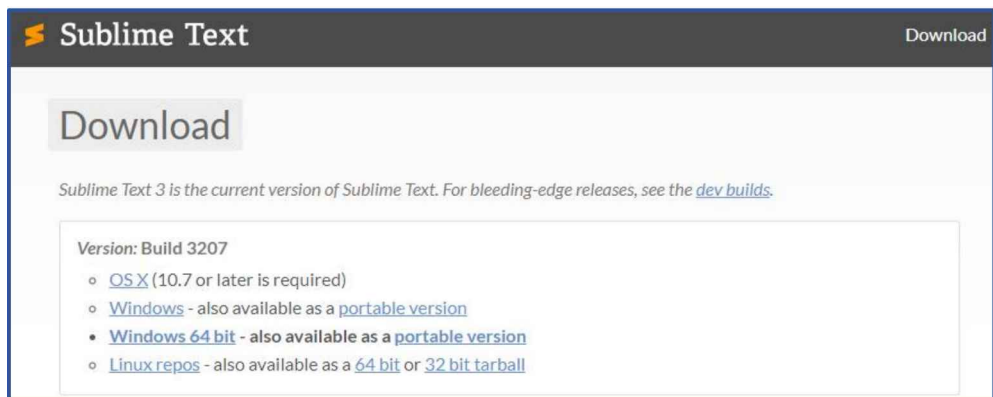 Sublime Text
Download
Download
Sublime Text 3 is the current version of Sublime Text. For bleeding-edge releases, see the dev builds.
Version: Build 3207
OS X (10.7 or later is required)
Windows - also available as a portable version
Windows 64 bit - also available as a portable version
Linux repos - also available as a 64 bit or 32 bit tarball